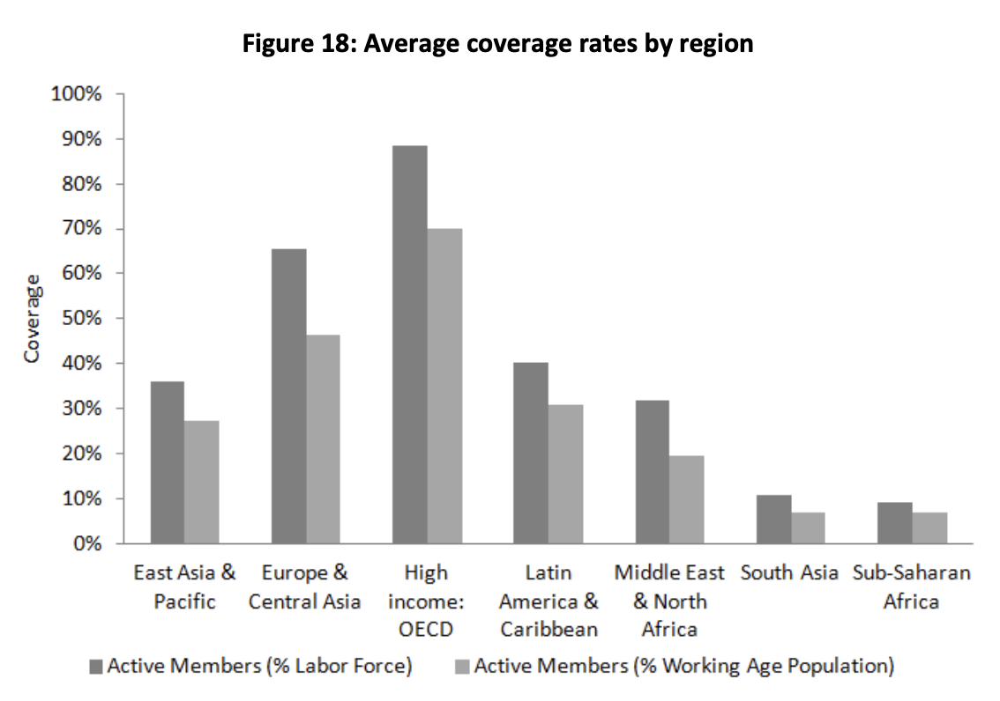 Figure 18: Average coverage rates by region
100%
90%
80%
70%
60%
50%
40%
30%
20%
10%
0%
Coverage
East Asia &
Pacific
Europe &
Central Asia
High
income:
OECD
Latin
America &
Caribbean
Middle East
& North
Africa
South Asia
Sub-Saharan
Africa
Active Members (% Labor Force)
Active Members (% Working Age Population)